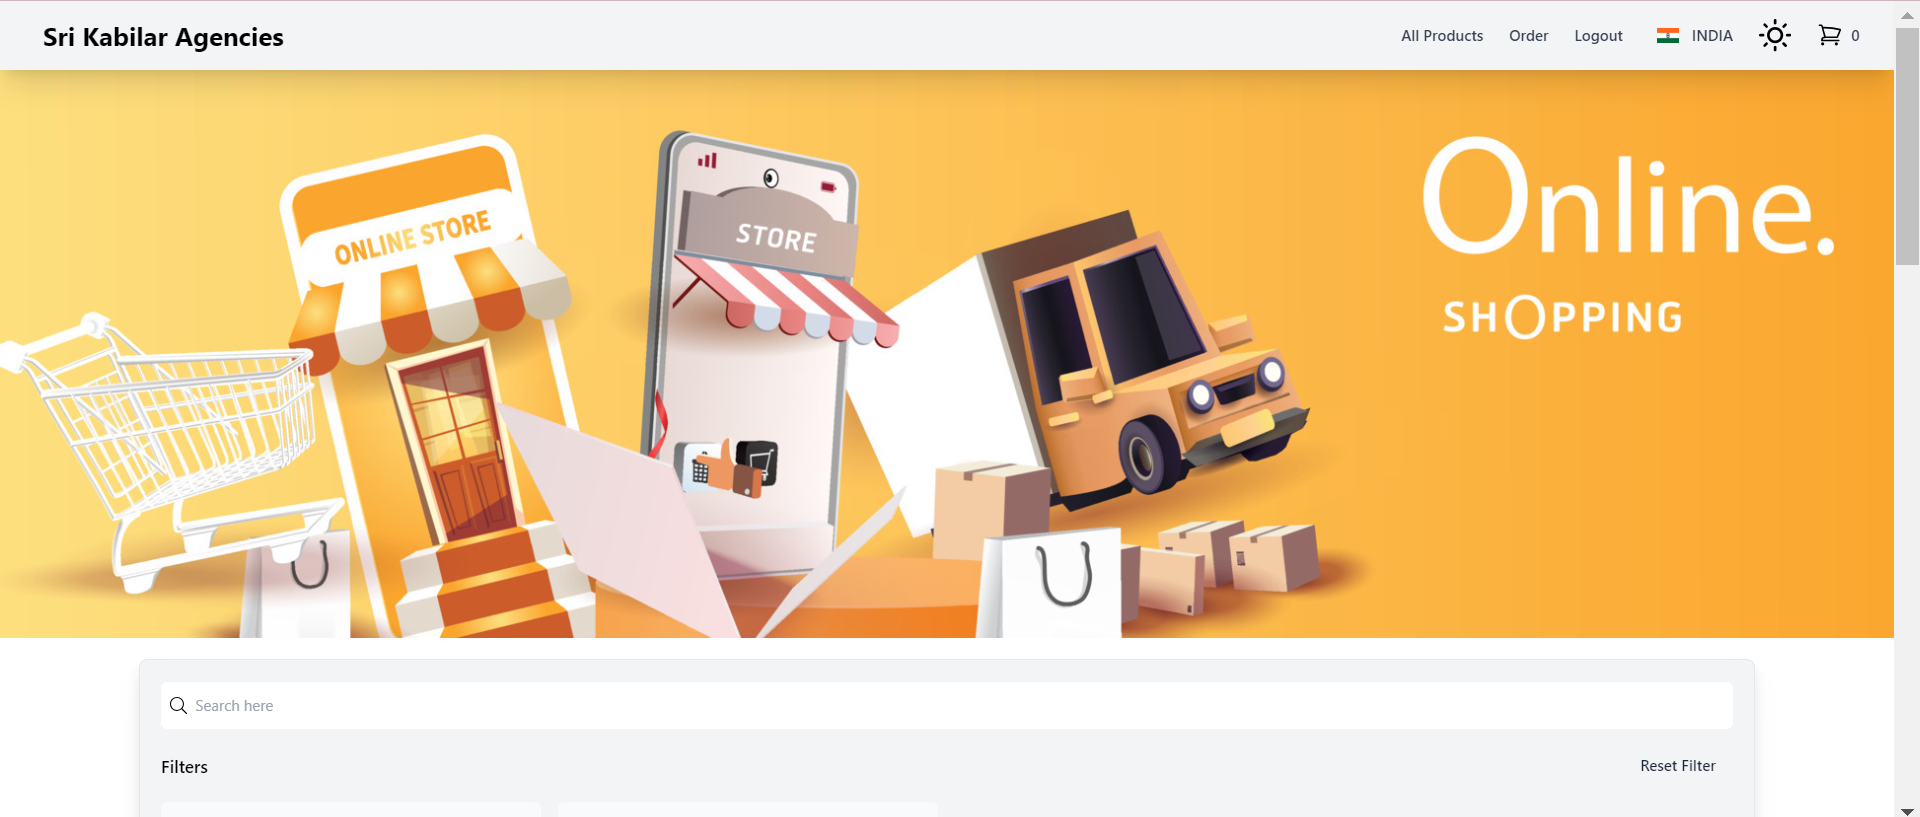 Sri Kabilar Agencies
All Products Order Logout INDIA 0
Online.
SHOPPING
ONLINE STORE
STORE
Search here
Filters
Reset Filter